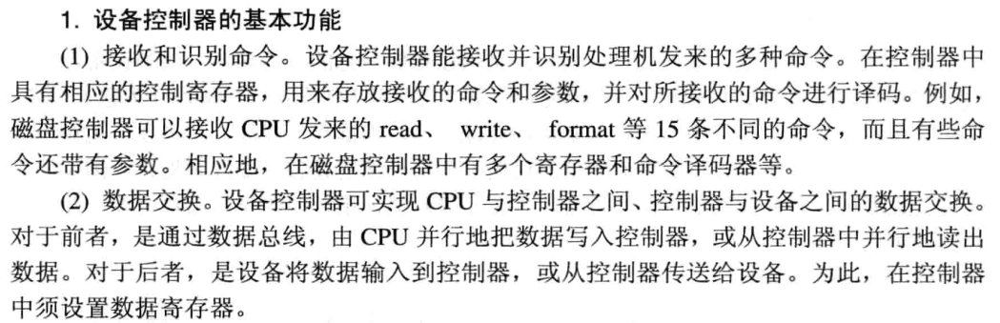 1. 设备控制器的基本功能
(1) 接收和识别命令。设备控制器能接收并识别处理机发来的多种命令。在控制器中
具有相应的控制寄存器，用来存放接收的命令和参数，并对所接收的命令进行译码。例如，
磁盘控制器可以接收 CPU 发来的 read、 write、 format 等 15 条不同的命令，而且有些命
令还带有参数。相应地，在磁盘控制器中有多个寄存器和命令译码器等。
(2) 数据交换。设备控制器可实现 CPU 与控制器之间、控制器与设备之间的数据交换。
对于前者，是通过数据总线，由 CPU 并行地把数据写入控制器，或从控制器中并行地读出
数据。对于后者，是设备将数据输入到控制器，或从控制器传送给设备。为此，在控制器
中须设置数据寄存器。